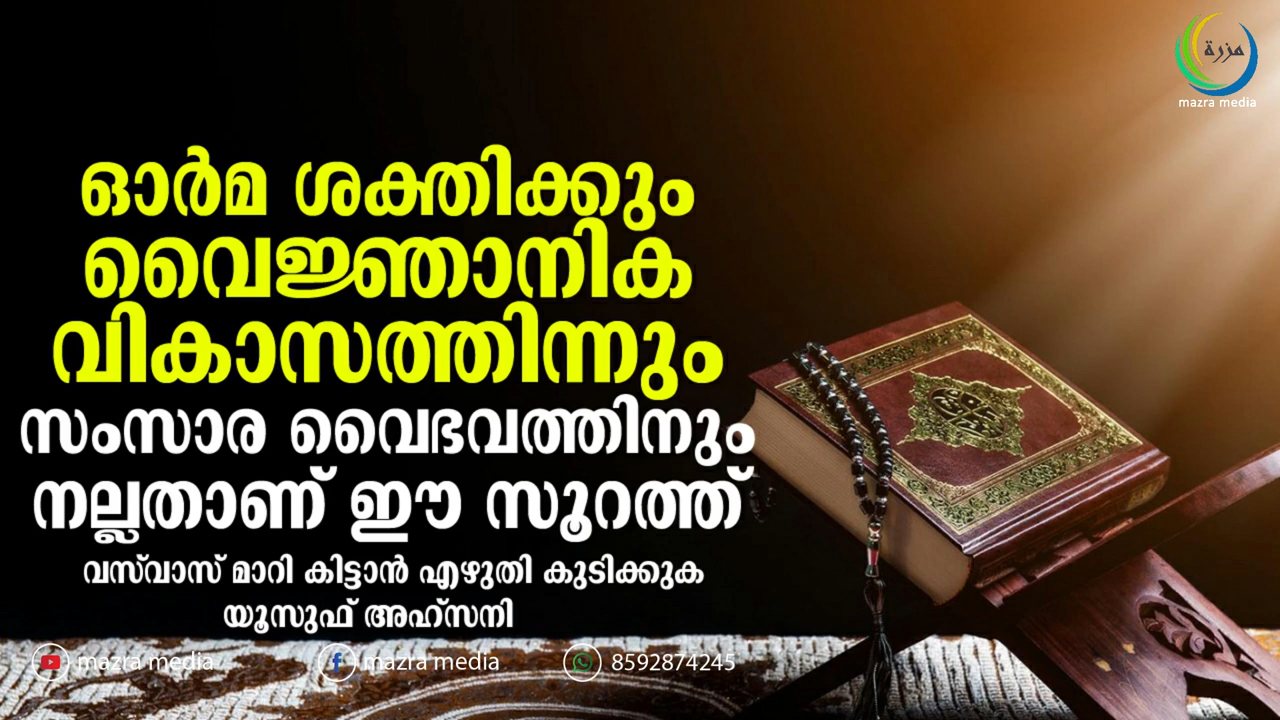 مزرة
mazra media
ഓർമ ശക്തിക്കും
വൈജ്ഞാനിക
വികാസത്തിന്നും
സംസാര വൈഭവത്തിനും
നല്ലതാണ് ഈ സൂറത്ത്
വസ്‌വാസ് മാറി കിട്ടാൻ എഴുതി കുടിക്കുക
യൂസുഫ് അഹ്സനി
mazra media
mazra media
8592874245